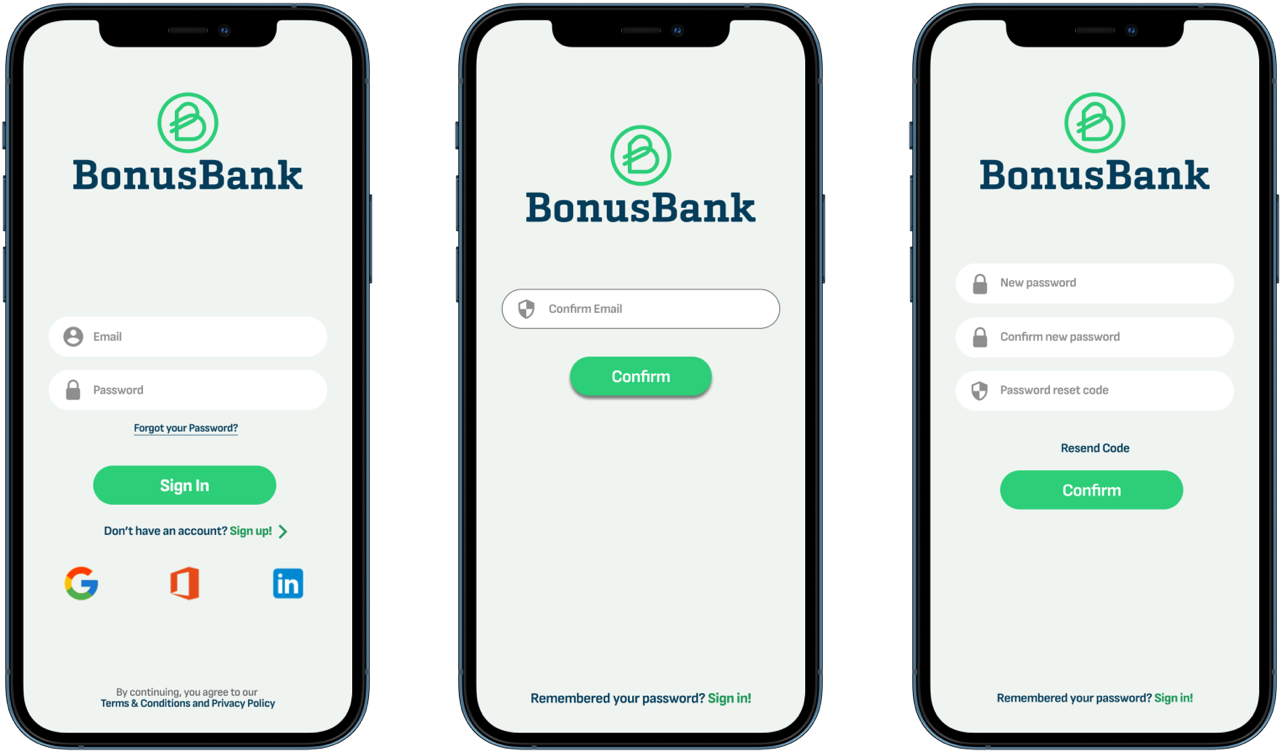 BonusBank
Email
Password
Forgot your Password?
Sign In
Don't have an account? Sign up!
in
By continuing, you agree to our
Terms & Conditions and Privacy Policy
BonusBank
Confirm Email
Confirm
Remembered your password? Sign in!
BonusBank
New password
Confirm new password
Password reset code
Resend Code
Confirm
Remembered your password? Sign in!